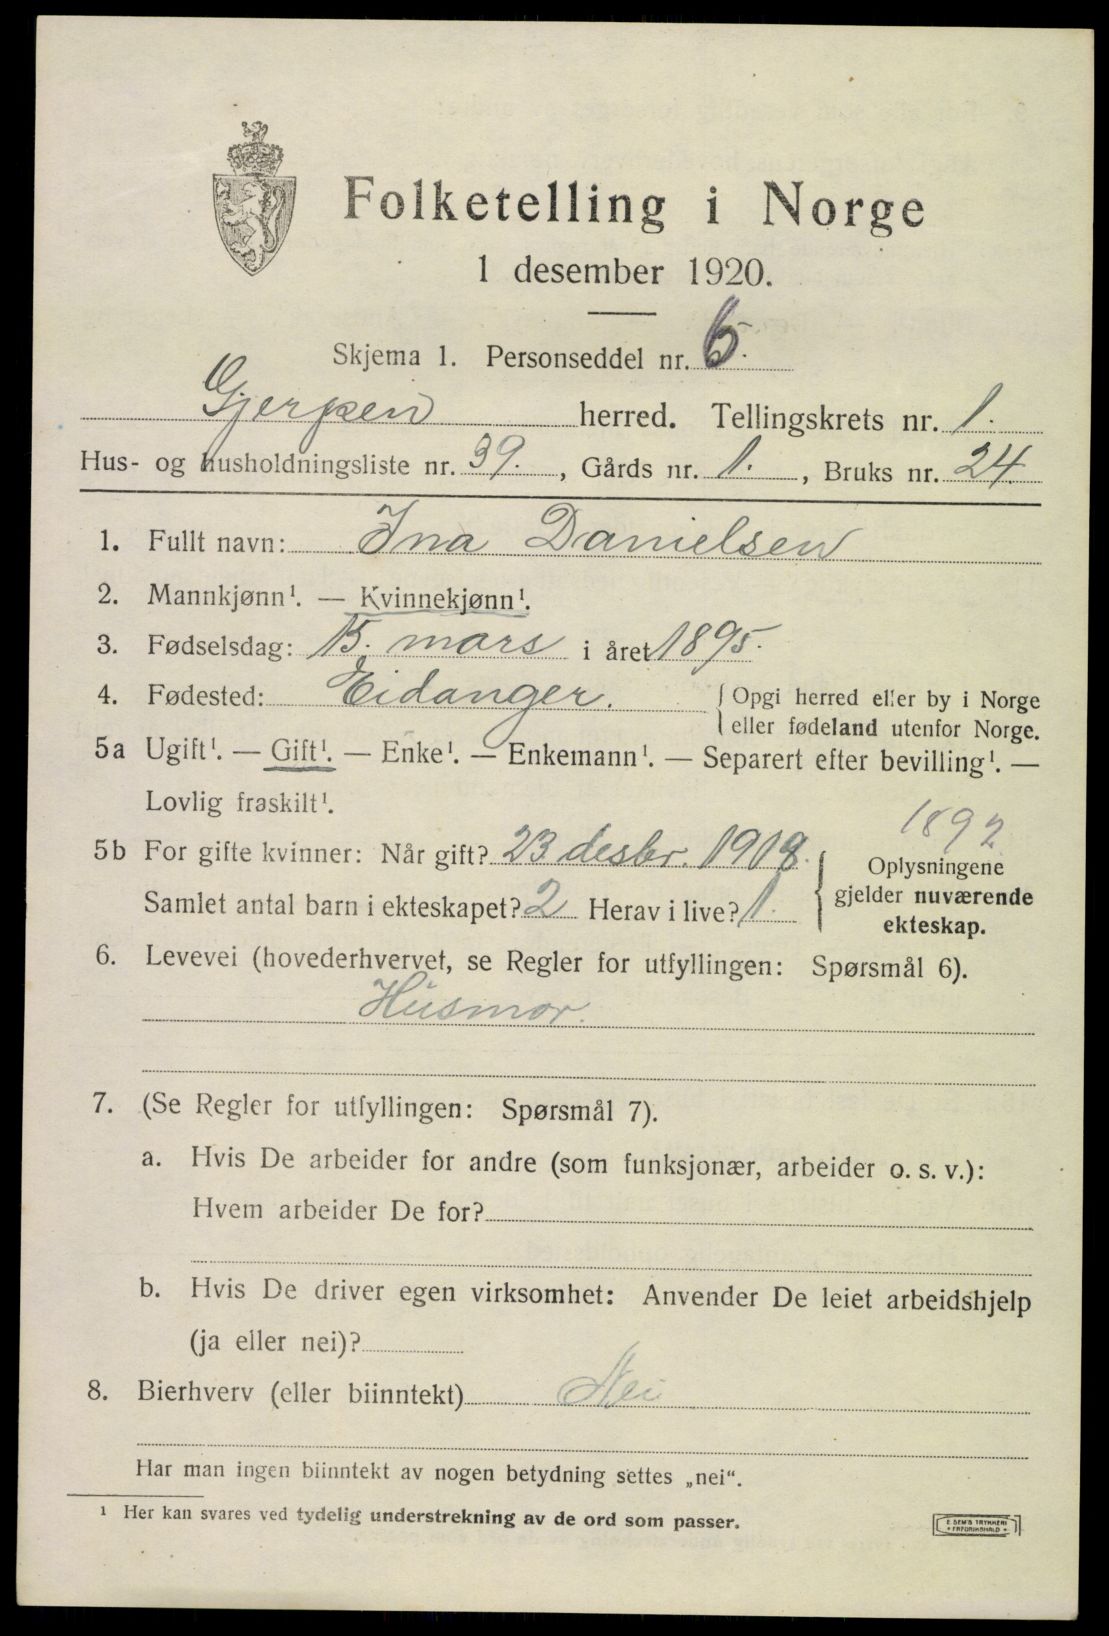 Folketelling i Norge
1 desember 1920.
Skjema 1. Personseddel nr. 6.
Gjerpen herred. Tellingskrets nr. 1.
Hus- og husholdningsliste nr. 39., Gårds nr. 1., Bruks nr. 24.
1. Fullt navn: Ina Danielsen
2. Mannkjønn¹. — Kvinnekjønn¹.
3. Fødselsdag: 15. mars i året 1895.
4. Fødested: Eidanger. { Opgi herred eller by i Norge
eller fødeland utenfor Norge.
5a Ugift¹. — Gift¹. — Enke¹. — Enkemann¹. — Separert efter bevilling¹. —
Lovlig fraskilt¹.
1892
5b For gifte kvinner: Når gift? 23 desbr. 1918.
Samlet antal barn i ekteskapet? 2 Herav i live? 1.
{ Oplysningene
gjelder nuværende
ekteskap.
6. Levevei (hovederhvervet, se Regler for utfyllingen: Spørsmål 6).
Husmor.
7. (Se Regler for utfyllingen: Spørsmål 7).
a. Hvis De arbeider for andre (som funksjonær, arbeider o. s. v.):
Hvem arbeider De for?
b. Hvis De driver egen virksomhet: Anvender De leiet arbeidshjelp
(ja eller nei)?
8. Bierhverv (eller biinntekt) Nei
Har man ingen biinntekt av nogen betydning settes „nei“.
¹ Her kan svares ved tydelig understrekning av de ord som passer.
E. SEM'S TRYKKERI
FREDRIKSHALD